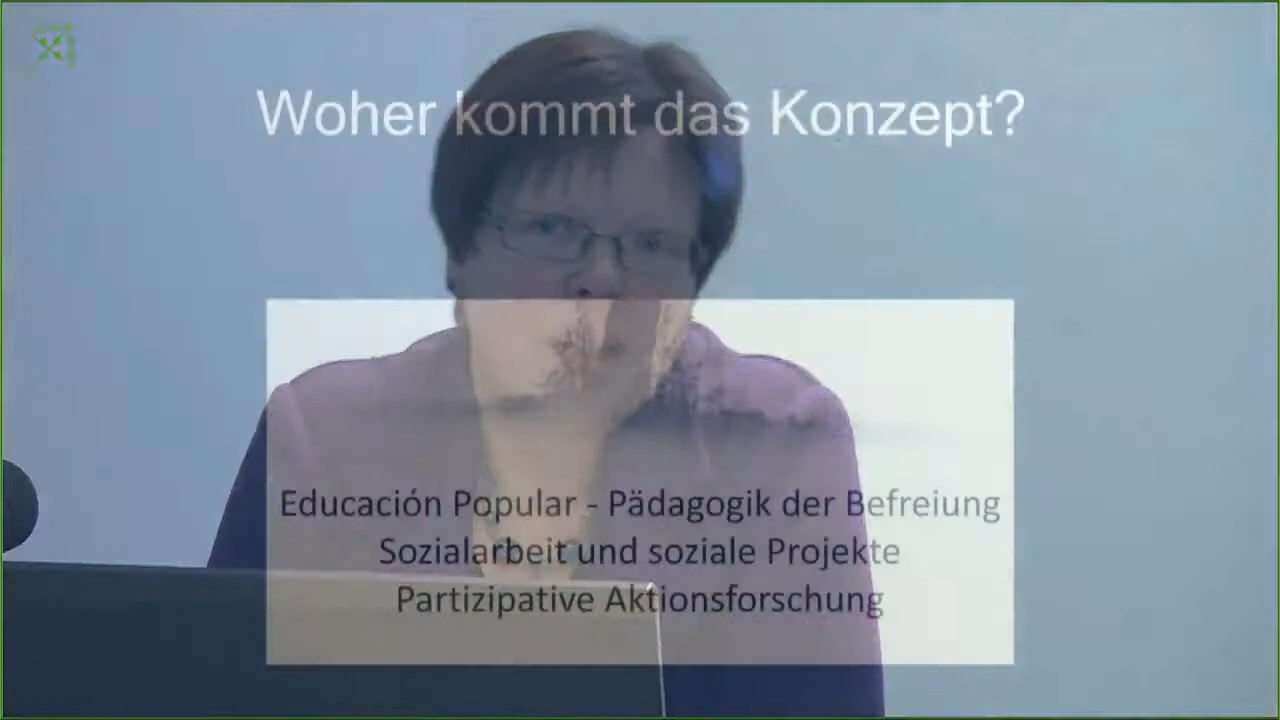 Woher kommt das Konzept?
Educación Popular - Pädagogik der Befreiung
Sozialarbeit und soziale Projekte
Partizipative Aktionsforschung